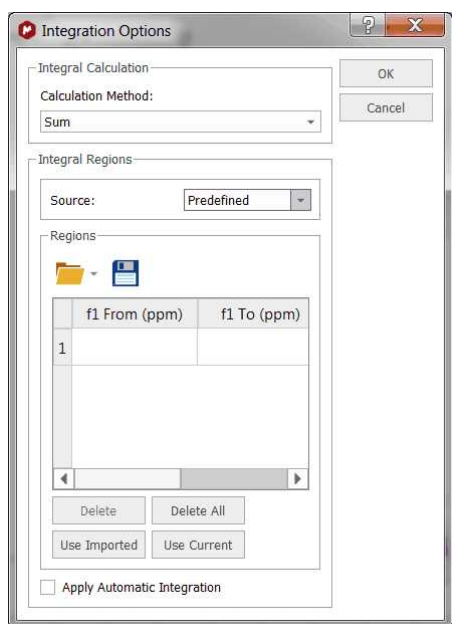 Integration Options
Integral Calculation
OK
Calculation Method:
Cancel
Sum
Integral Regions
Source: Predefined
Regions
f1 From (ppm) f1 To (ppm)
1
Delete Delete All
Use Imported Use Current
Apply Automatic Integration